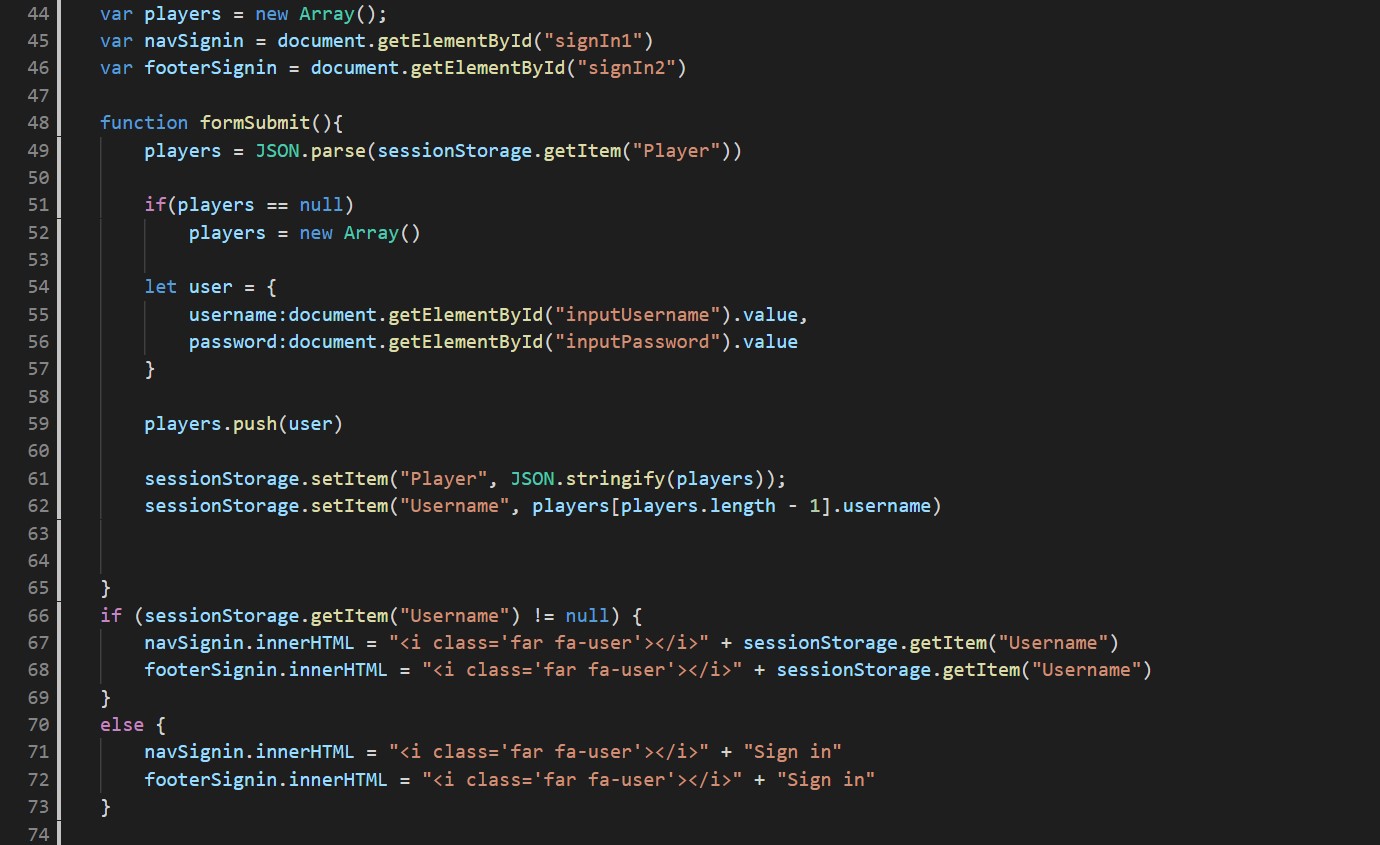 44 var players = new Array();
45 var navSignin = document.getElementById("signIn1")
46 var footerSignin = document.getElementById("signIn2")
47
48 function formSubmit(){
49     players = JSON.parse(sessionStorage.getItem("Player"))
50
51     if(players == null)
52         players = new Array()
53
54     let user = {
55         username:document.getElementById("inputUsername").value,
56         password:document.getElementById("inputPassword").value
57     }
58
59     players.push(user)
60
61     sessionStorage.setItem("Player", JSON.stringify(players));
62     sessionStorage.setItem("Username", players[players.length - 1].username)
63
64
65 }
66 if (sessionStorage.getItem("Username") != null) {
67     navSignin.innerHTML = "<i class='far fa-user'></i>" + sessionStorage.getItem("Username")
68     footerSignin.innerHTML = "<i class='far fa-user'></i>" + sessionStorage.getItem("Username")
69 }
70 else {
71     navSignin.innerHTML = "<i class='far fa-user'></i>" + "Sign in"
72     footerSignin.innerHTML = "<i class='far fa-user'></i>" + "Sign in"
73 }
74